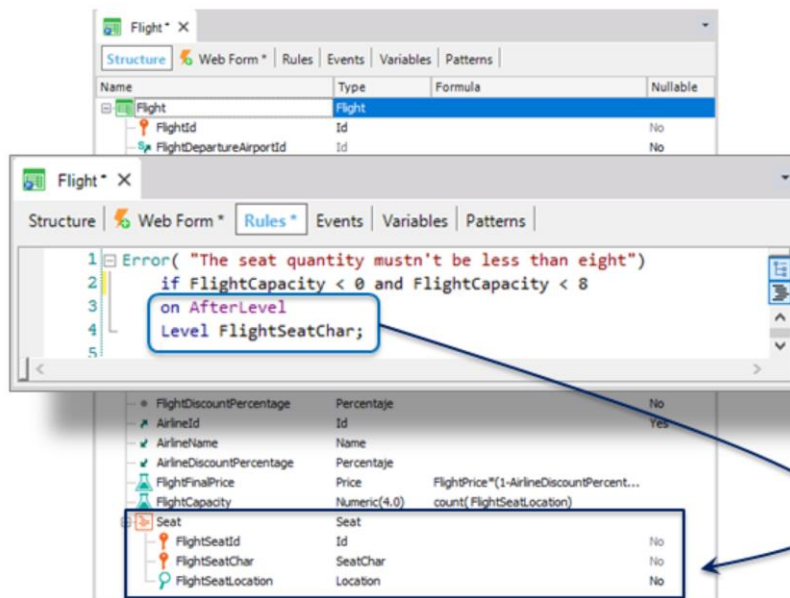 Flight* X
Structure Web Form * Rules Events Variables Patterns
Name Type Formula Nullable
Flight Flight
FlightId Id No
FlightDepartureAirportId Id No
Flight* X
Structure Web Form * Rules * Events Variables Patterns
1 Error( "The seat quantity mustn't be less than eight")
2 if FlightCapacity < 0 and FlightCapacity < 8
3 on AfterLevel
4 Level FlightSeatChar;
5
FlightDiscountPercentage Percentaje No
AirlineId Id Yes
AirlineName Name
AirlineDiscountPercentage Percentaje
FlightFinalPrice Price FlightPrice*(1-AirlineDiscountPercent...
FlightCapacity Numeric(4.0) count( FlightSeatLocation)
Seat Seat
FlightSeatId Id No
FlightSeatChar SeatChar No
FlightSeatLocation Location No